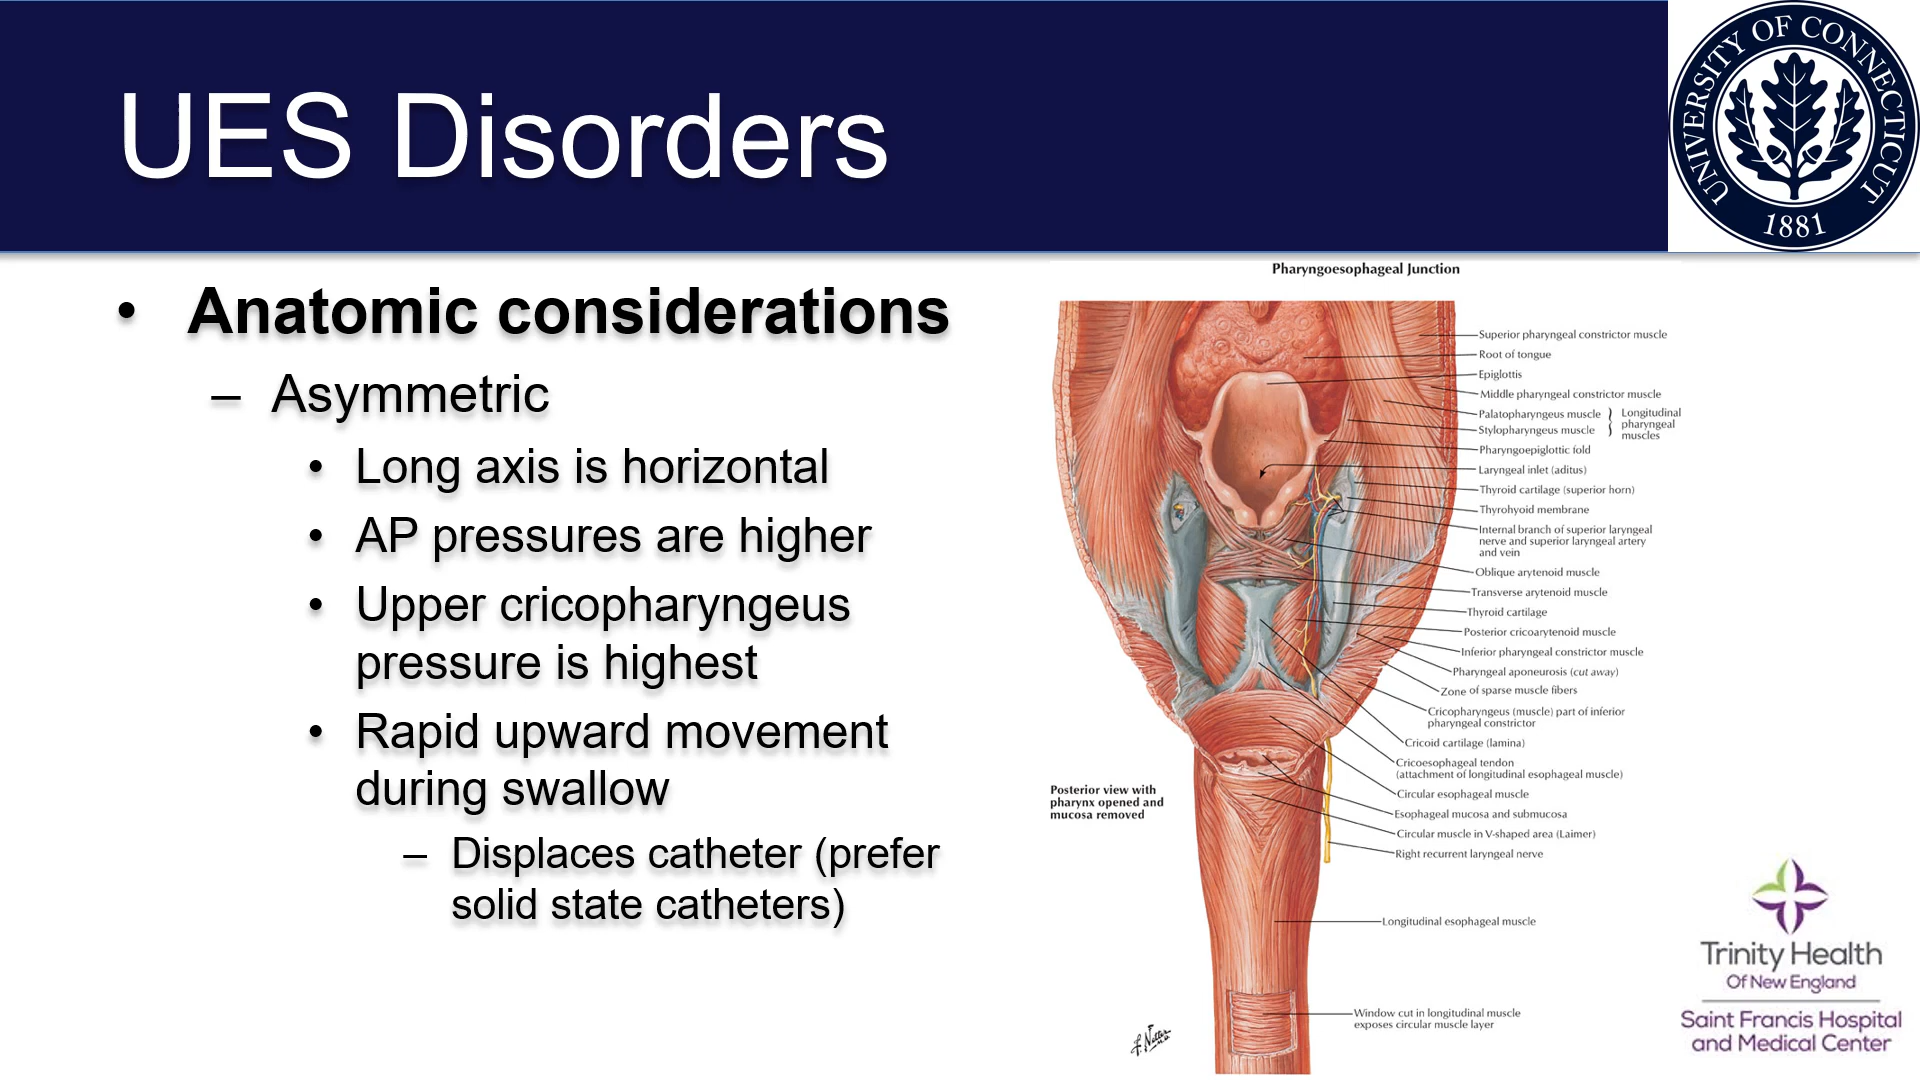 UES Disorders
UNIVERSITY OF CONNECTICUT
1881
• Anatomic considerations
– Asymmetric
• Long axis is horizontal
• AP pressures are higher
• Upper cricopharyngeus
pressure is highest
• Rapid upward movement
during swallow
– Displaces catheter (prefer
solid state catheters)
Pharyngoesophageal Junction
Superior pharyngeal constrictor muscle
Root of tongue
Epiglottis
Middle pharyngeal constrictor muscle
Palatopharyngeus muscle
Stylopharyngeus muscle
Longitudinal
pharyngeal
muscles
Pharyngoepiglottic fold
Laryngeal inlet (aditus)
Thyroid cartilage (superior horn)
Thyrohyoid membrane
Internal branch of superior laryngeal
nerve and superior laryngeal artery
and vein
Oblique arytenoid muscle
Transverse arytenoid muscle
Thyroid cartilage
Posterior cricoarytenoid muscle
Inferior pharyngeal constrictor muscle
Pharyngeal aponeurosis (cut away)
Zone of sparse muscle fibers
Cricopharyngeus (muscle) part of inferior
pharyngeal constrictor
Cricoid cartilage (lamina)
Cricoesophageal tendon
(attachment of longitudinal esophageal muscle)
Circular esophageal muscle
Esophageal mucosa and submucosa
Circular muscle in V-shaped area (Laimer)
Right recurrent laryngeal nerve
Longitudinal esophageal muscle
Window cut in longitudinal muscle
exposes circular muscle layer
Posterior view with
pharynx opened and
mucosa removed
F. Netter
Trinity Health
Of New England
Saint Francis Hospital
and Medical Center